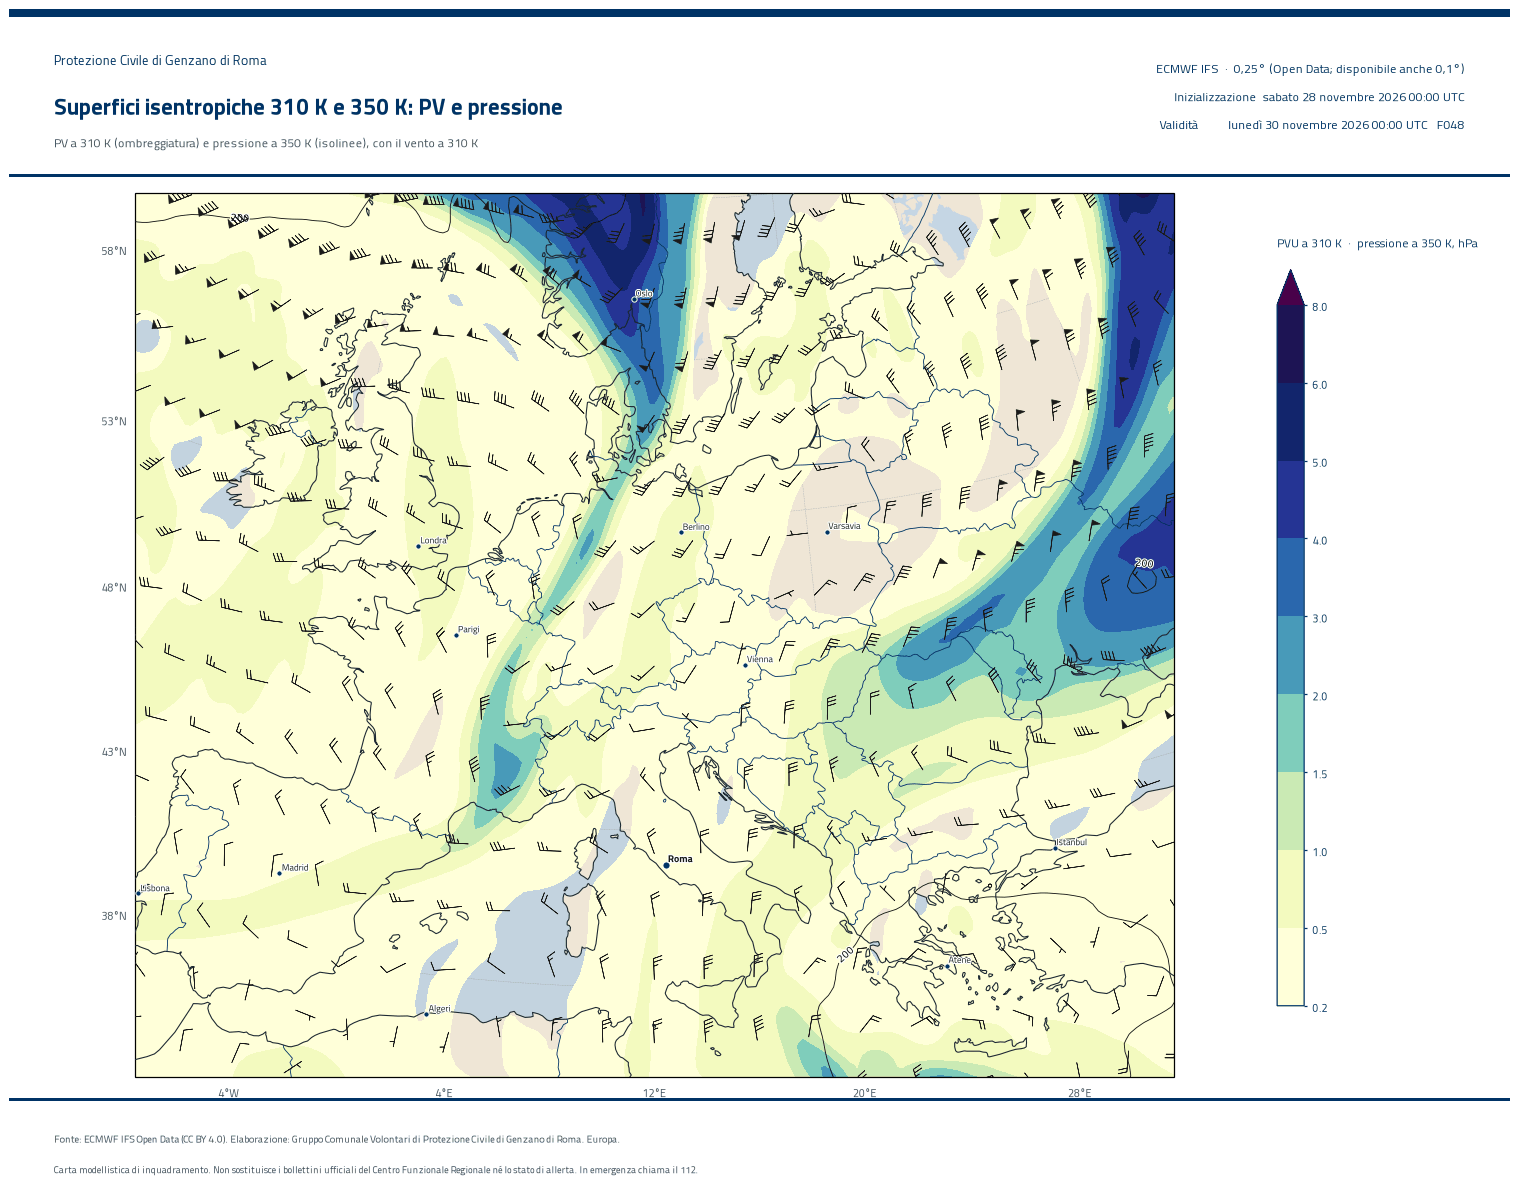 Protezione Civile di Genzano di Roma
Superfici isentropiche 310 K e 350 K: PV e pressione
PV a 310 K (ombreggiatura) e pressione a 350 K (isolinee), con il vento a 310 K
ECMWF IFS · 0,25° (Open Data; disponibile anche 0,1°)
Inizializzazione sabato 28 novembre 2026 00:00 UTC
Validità lunedì 30 novembre 2026 00:00 UTC F048
PVU a 310 K · pressione a 350 K, hPa
8.0
6.0
5.0
4.0
3.0
2.0
1.5
1.0
0.5
0.2
58°N
53°N
48°N
43°N
38°N
4°W
4°E
12°E
20°E
28°E
200
Oslo
Berlino
Varsavia
Londra
200
Parigi
Vienna
Istanbul
Roma
Madrid
Lisbona
200
Atene
Algeri
Fonte: ECMWF IFS Open Data (CC BY 4.0). Elaborazione: Gruppo Comunale Volontari di Protezione Civile di Genzano di Roma. Europa.
Carta modellistica di inquadramento. Non sostituisce i bollettini ufficiali del Centro Funzionale Regionale né lo stato di allerta. In emergenza chiama il 112.